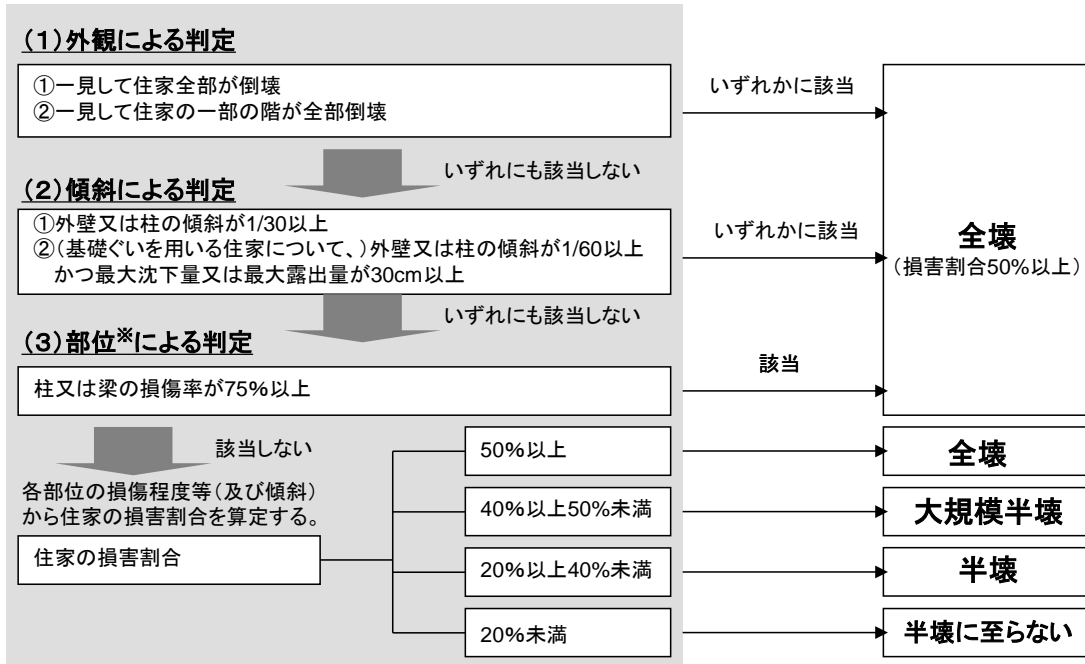 (1)外観による判定
①一見して住家全部が倒壊
②一見して住家の一部の階が全部倒壊
いずれかに該当
いずれにも該当しない
(2)傾斜による判定
①外壁又は柱の傾斜が1/30以上
②(基礎ぐいを用いる住家について、)外壁又は柱の傾斜が1/60以上
かつ最大沈下量又は最大露出量が30cm以上
いずれかに該当
全壊
(損害割合50%以上)
いずれにも該当しない
(3)部位※による判定
柱又は梁の損傷率が75%以上
該当
該当しない
各部位の損傷程度等(及び傾斜)
から住家の損害割合を算定する。
住家の損害割合
50%以上
全壊
40%以上50%未満
大規模半壊
20%以上40%未満
半壊
20%未満
半壊に至らない